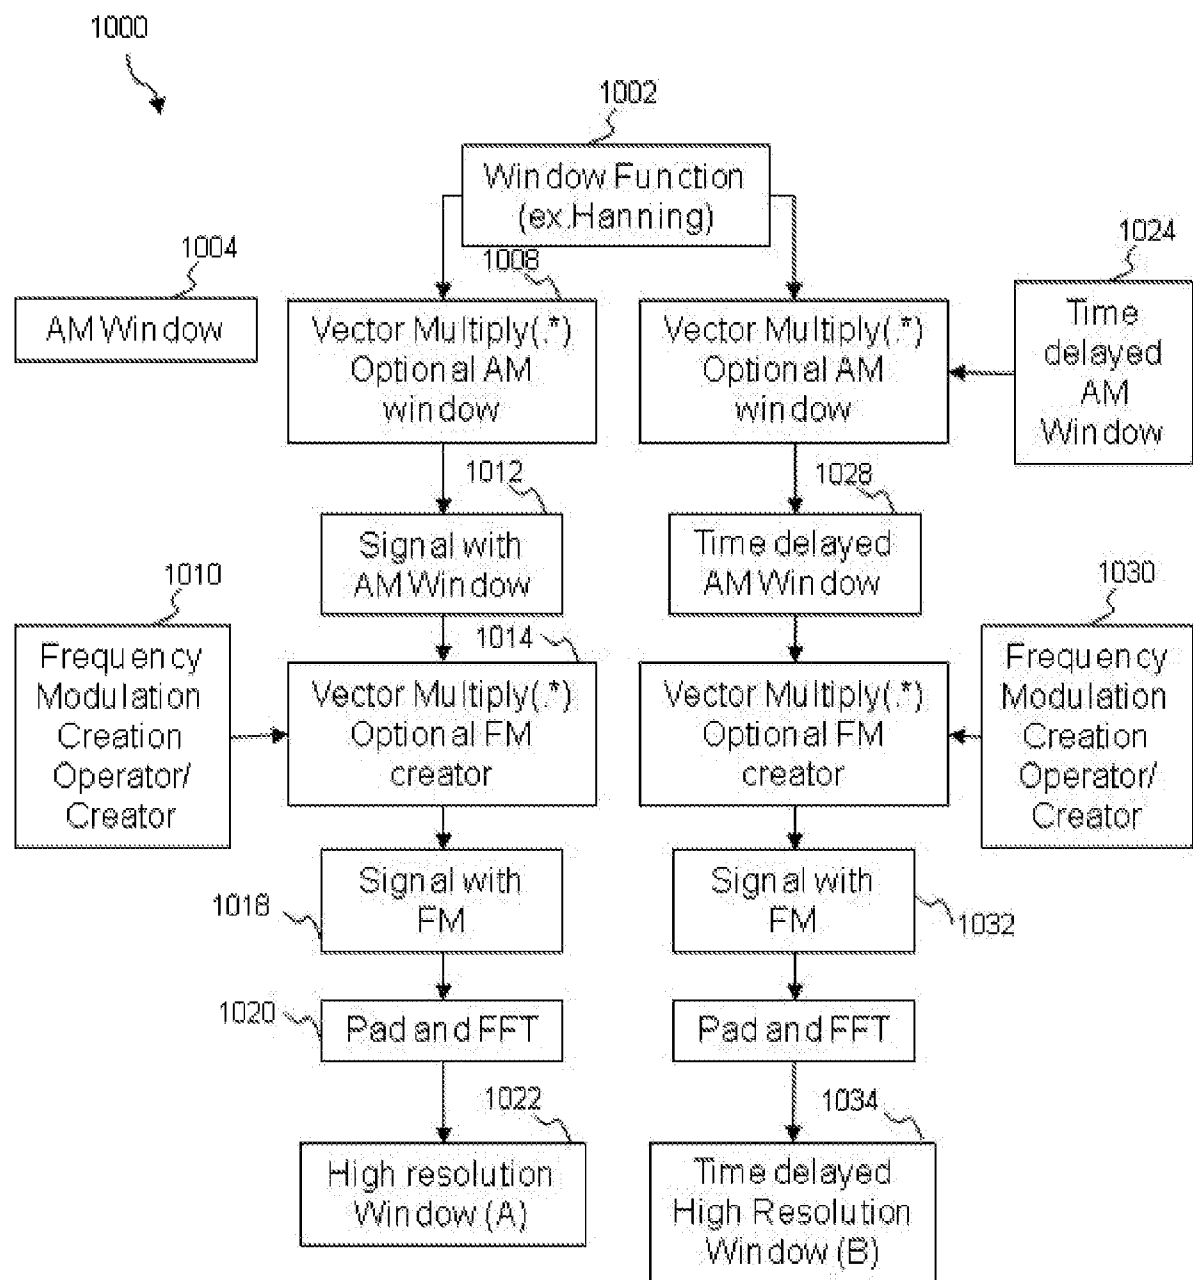 1000
1002
Window Function
(ex.Hanning)
1004
AM Window
1008
Vector Multiply(.*)
Optional AM
window
Vector Multiply(.*)
Optional AM
window
1024
Time
delayed
AM
Window
1012
Signal with
AM Window
1028
Time delayed
AM Window
1010
Frequency
Modulation
Creation
Operator/
Creator
1014
Vector Multiply(.*)
Optional FM
creator
Vector Multiply(.*)
Optional FM
creator
1030
Frequency
Modulation
Creation
Operator/
Creator
1018
Signal with
FM
Signal with
FM
1032
1020
Pad and FFT
Pad and FFT
1022
High resolution
Window (A)
1034
Time delayed
High Resolution
Window (B)